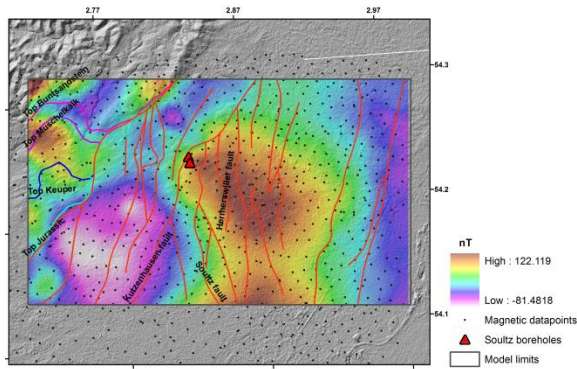 2.77 2.87 2.97
54.3
Top Buntsandstein
Top Muschelkalk
Top Keuper
54.2
Herrherswjller fault
Top Jurassic
Kutzenhausen fault
Soultz fault
54.1
nT
High : 122.119
Low : -81.4818
Magnetic datapoints
Soultz boreholes
Model limits